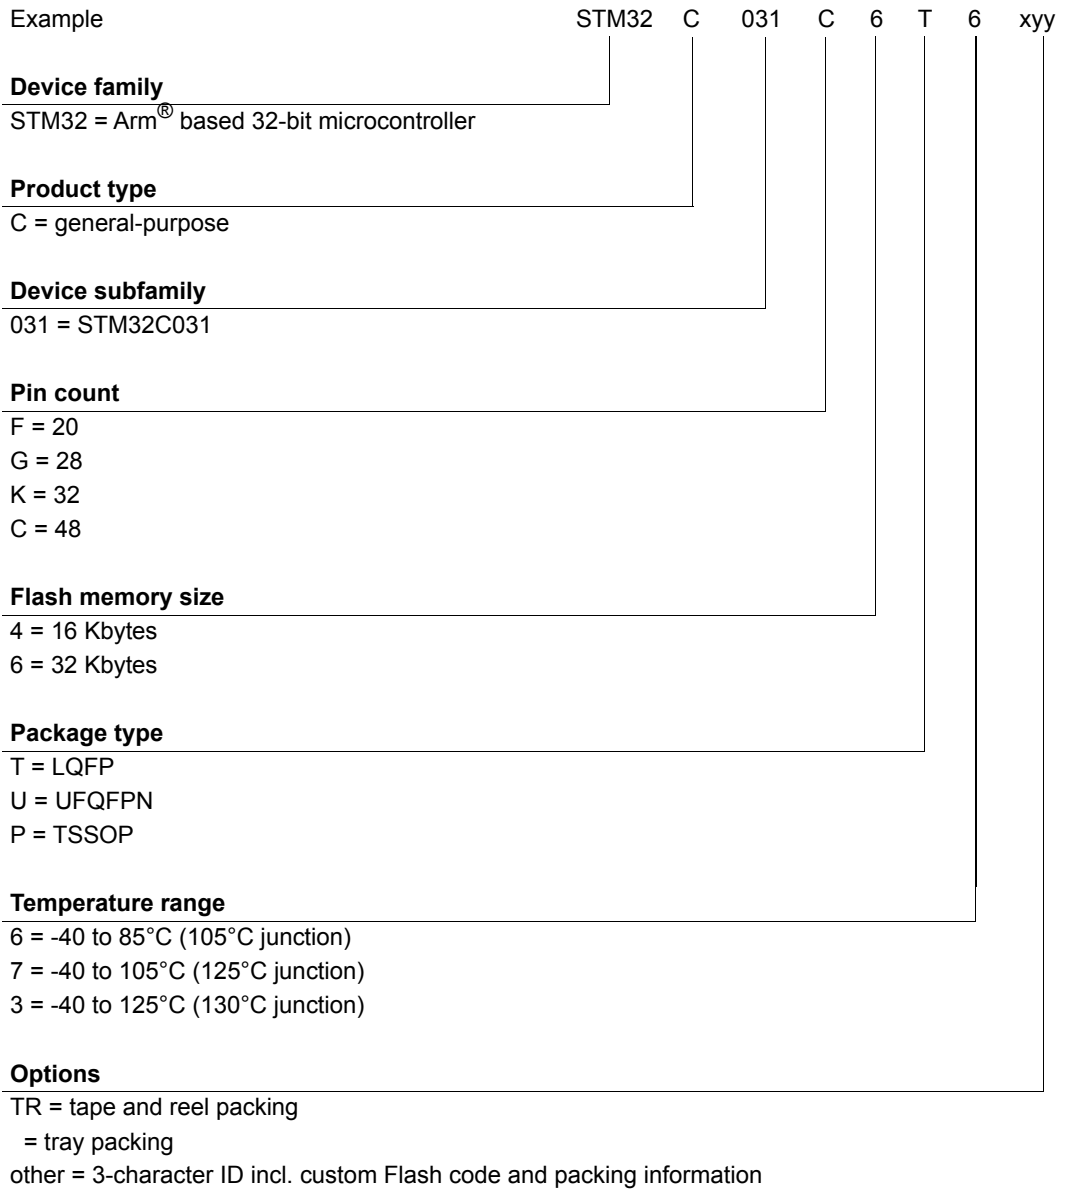 Example STM32 C 031 C 6 T 6 xyy
Device family
STM32 = Arm® based 32-bit microcontroller
Product type
C = general-purpose
Device subfamily
031 = STM32C031
Pin count
F = 20
G = 28
K = 32
C = 48
Flash memory size
4 = 16 Kbytes
6 = 32 Kbytes
Package type
T = LQFP
U = UFQFPN
P = TSSOP
Temperature range
6 = -40 to 85°C (105°C junction)
7 = -40 to 105°C (125°C junction)
3 = -40 to 125°C (130°C junction)
Options
TR = tape and reel packing
= tray packing
other = 3-character ID incl. custom Flash code and packing information